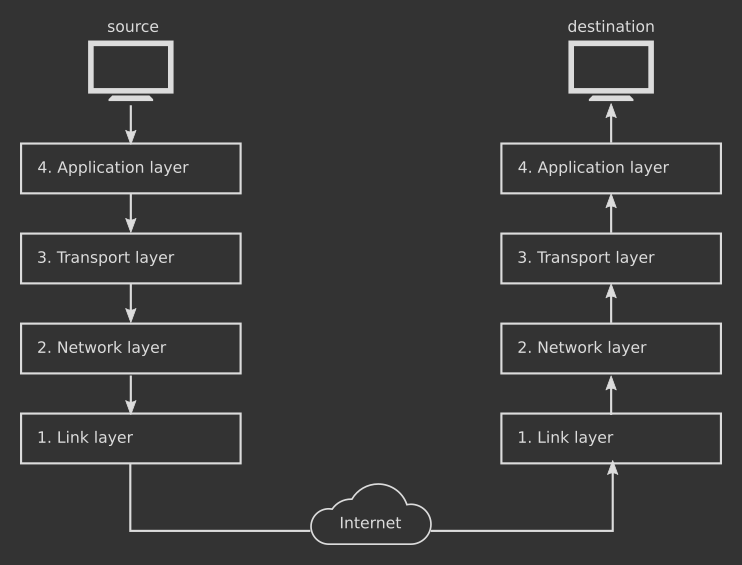 source
destination
4. Application layer
3. Transport layer
2. Network layer
1. Link layer
4. Application layer
3. Transport layer
2. Network layer
1. Link layer
Internet